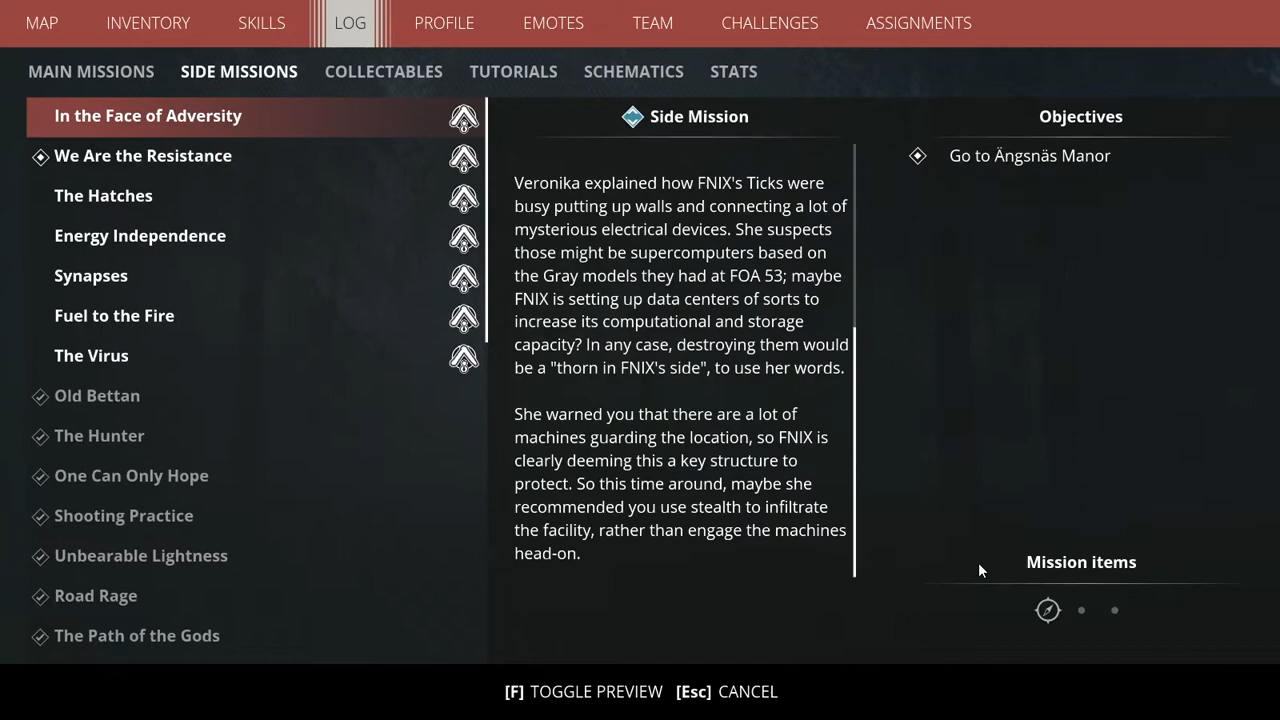 MAP INVENTORY SKILLS LOG PROFILE EMOTES TEAM CHALLENGES ASSIGNMENTS
MAIN MISSIONS SIDE MISSIONS COLLECTABLES TUTORIALS SCHEMATICS STATS
In the Face of Adversity
We Are the Resistance
The Hatches
Energy Independence
Synapses
Fuel to the Fire
The Virus
Old Bettan
The Hunter
One Can Only Hope
Shooting Practice
Unbearable Lightness
Road Rage
The Path of the Gods
Side Mission
Veronika explained how FNIX's Ticks were
busy putting up walls and connecting a lot of
mysterious electrical devices. She suspects
those might be supercomputers based on
the Gray models they had at FOA 53; maybe
FNIX is setting up data centers of sorts to
increase its computational and storage
capacity? In any case, destroying them would
be a "thorn in FNIX's side", to use her words.
She warned you that there are a lot of
machines guarding the location, so FNIX is
clearly deeming this a key structure to
protect. So this time around, maybe she
recommended you use stealth to infiltrate
the facility, rather than engage the machines
head-on.
Objectives
Go to Ängsnäs Manor
Mission items
[F] TOGGLE PREVIEW [Esc] CANCEL